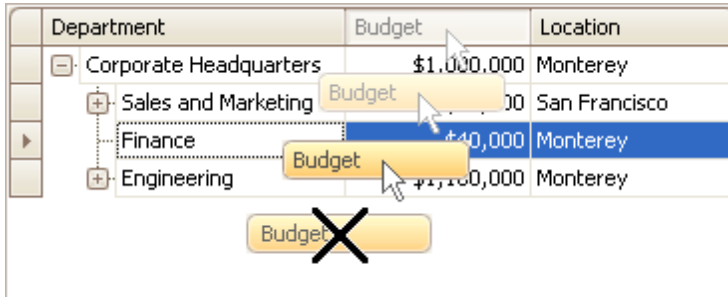 Department Budget Location
Corporate Headquarters $1,000,000 Monterey
Sales and Marketing Budget San Francisco
Finance $40,000 Monterey
Budget
Engineering Monterey
Budget